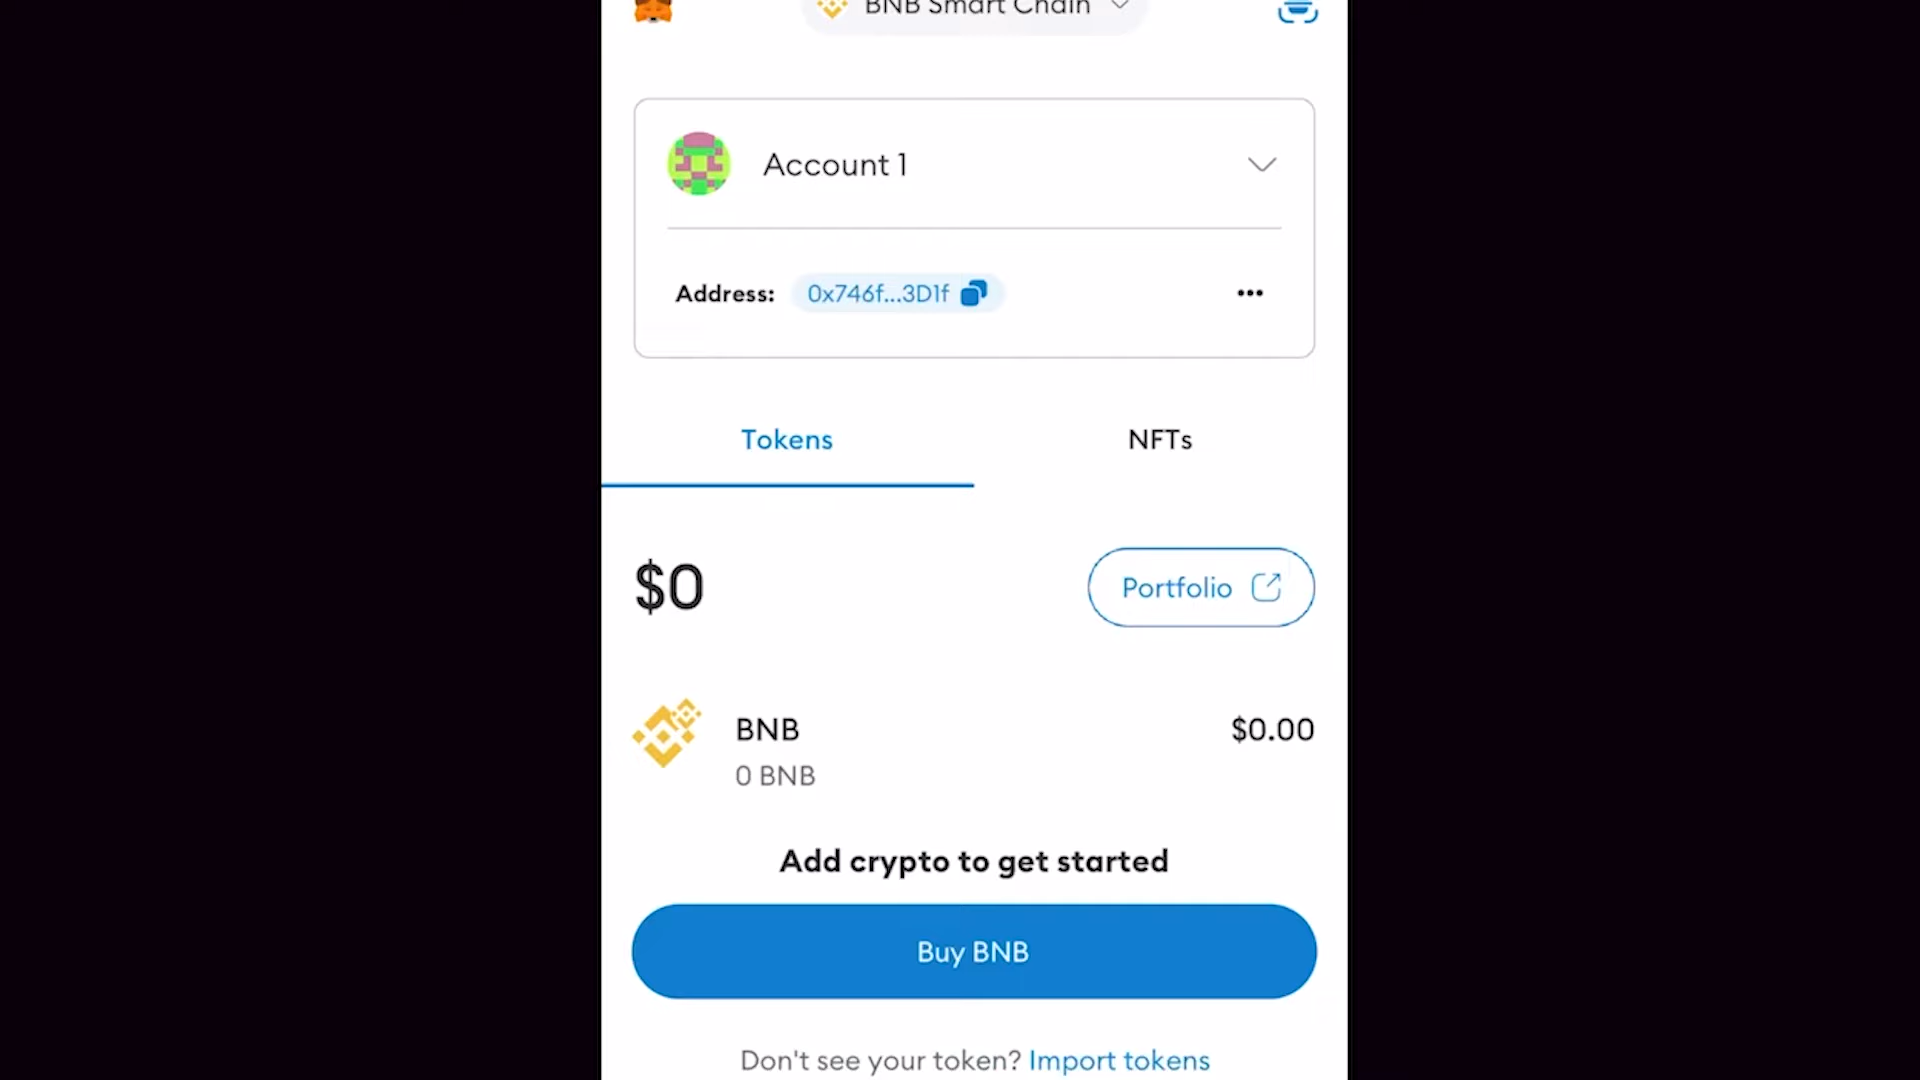 BNB Smart Chain
Account 1
Address: 0x746f...3D1f
Tokens
NFTs
$0
Portfolio
BNB
$0.00
0 BNB
Add crypto to get started
Buy BNB
Don't see your token? Import tokens